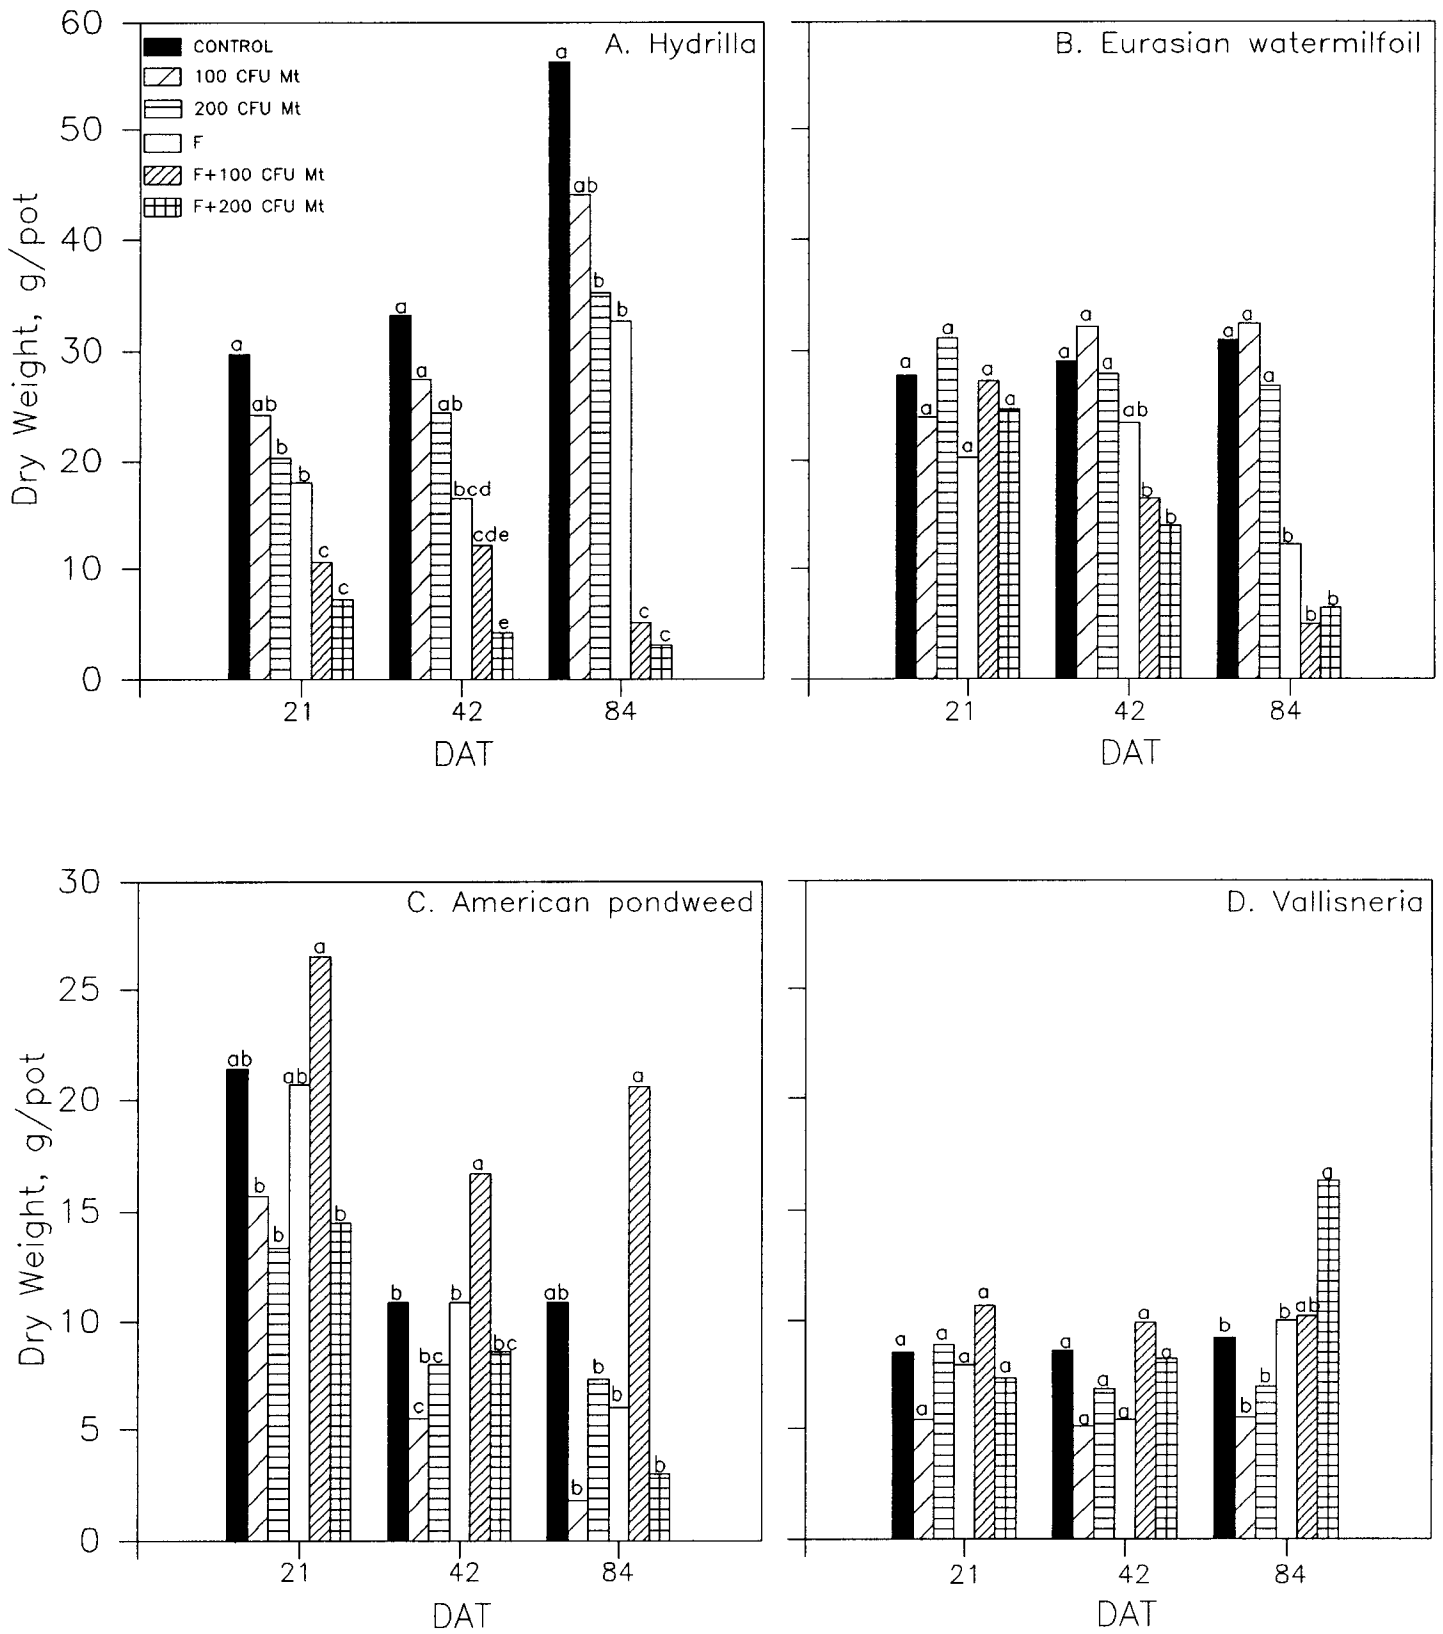 A. Hydrilla
CONTROL
100 CFU Mt
200 CFU Mt
F
F+100 CFU Mt
F+200 CFU Mt
Dry Weight, g/pot
60
50
40
30
20
10
0
a
ab
b
b
c
c
a
a
ab
bcd
cde
e
a
ab
b
b
c
c
21
42
84
DAT
B. Eurasian watermilfoil
a
a
a
a
a
a
a
a
a
ab
b
b
a
a
a
b
b
b
21
42
84
DAT
C. American pondweed
Dry Weight, g/pot
30
25
20
15
10
5
0
ab
b
b
ab
a
b
b
c
bc
b
a
bc
ab
b
b
b
a
b
21
42
84
DAT
D. Vallisneria
a
a
a
a
a
a
a
a
a
a
a
a
b
b
b
b
ab
a
21
42
84
DAT